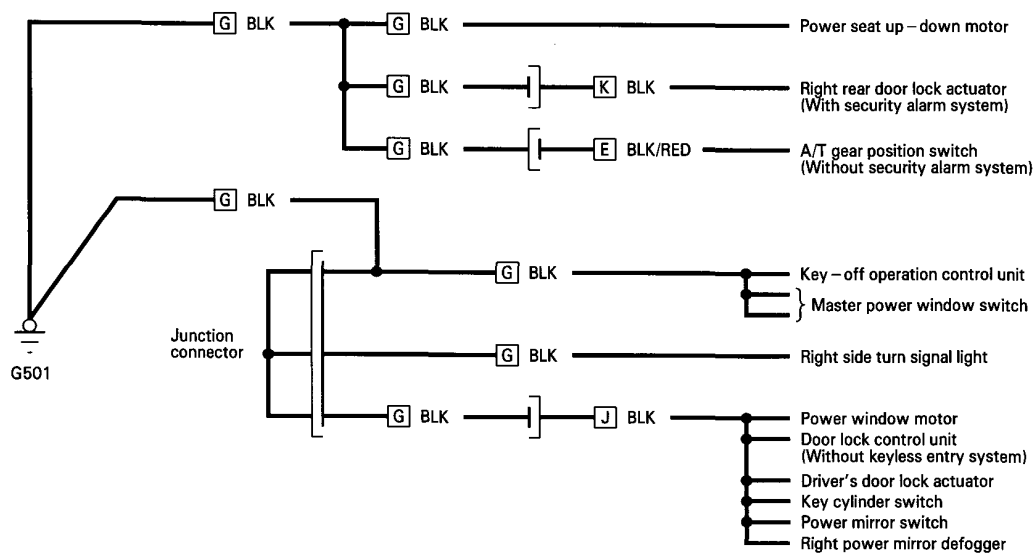 G BLK G BLK Power seat up–down motor
G BLK K BLK Right rear door lock actuator
(With security alarm system)
G BLK E BLK/RED A/T gear position switch
(Without security alarm system)
G BLK
G BLK Key–off operation control unit
Master power window switch
Junction
connector
G BLK Right side turn signal light
G501
G BLK J BLK Power window motor
Door lock control unit
(Without keyless entry system)
Driver's door lock actuator
Key cylinder switch
Power mirror switch
Right power mirror defogger